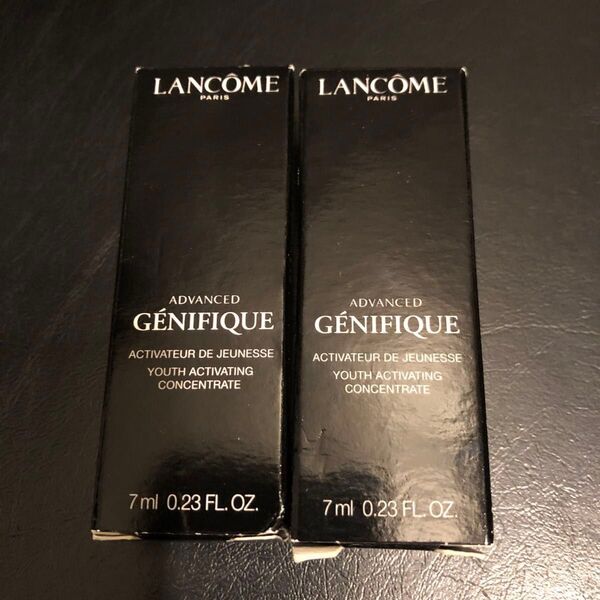 LANCÔME
PARIS
ADVANCED
GÉNIFIQUE
ACTIVATEUR DE JEUNESSE
YOUTH ACTIVATING
CONCENTRATE
7 ml 0.23 FL. OZ.
LANCÔME
PARIS
ADVANCED
GÉNIFIQUE
ACTIVATEUR DE JEUNESSE
YOUTH ACTIVATING
CONCENTRATE
7 ml 0.23 FL. OZ.